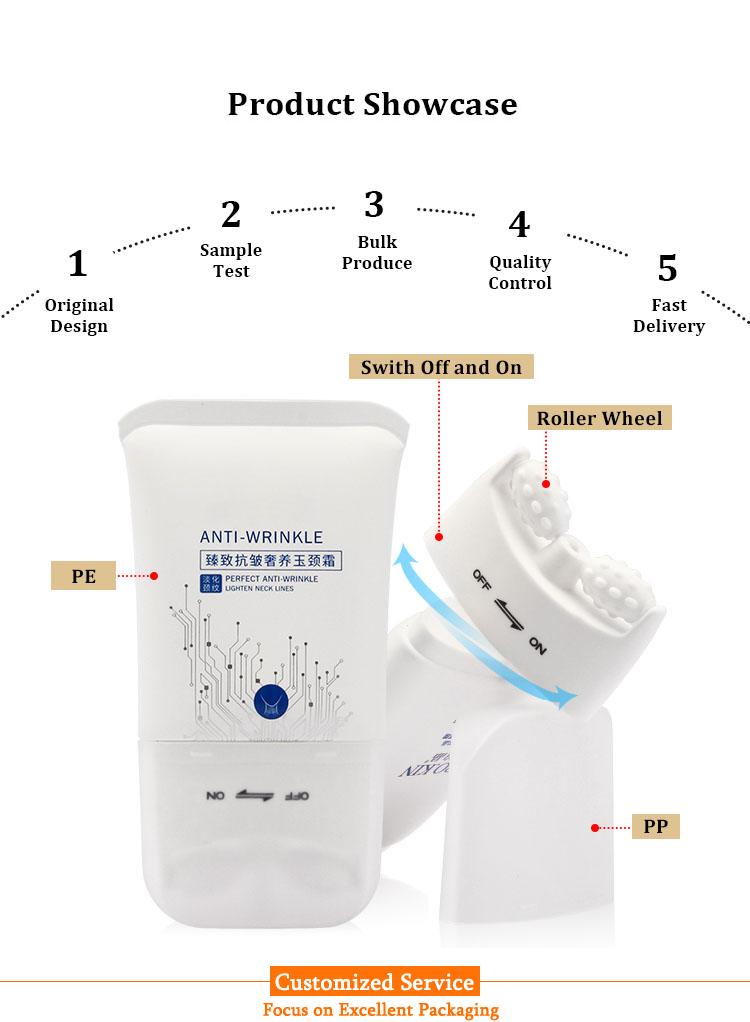 Product Showcase
1
Original
Design
2
Sample
Test
3
Bulk
Produce
4
Quality
Control
5
Fast
Delivery
Swith Off and On
Roller Wheel
PE
ANTI-WRINKLE
臻致抗皱奢养玉颈霜
淡化
颈纹
PERFECT ANTI-WRINKLE
LIGHTEN NECK LINES
OFF
ON
OFF
ON
PP
Customized Service
Focus on Excellent Packaging